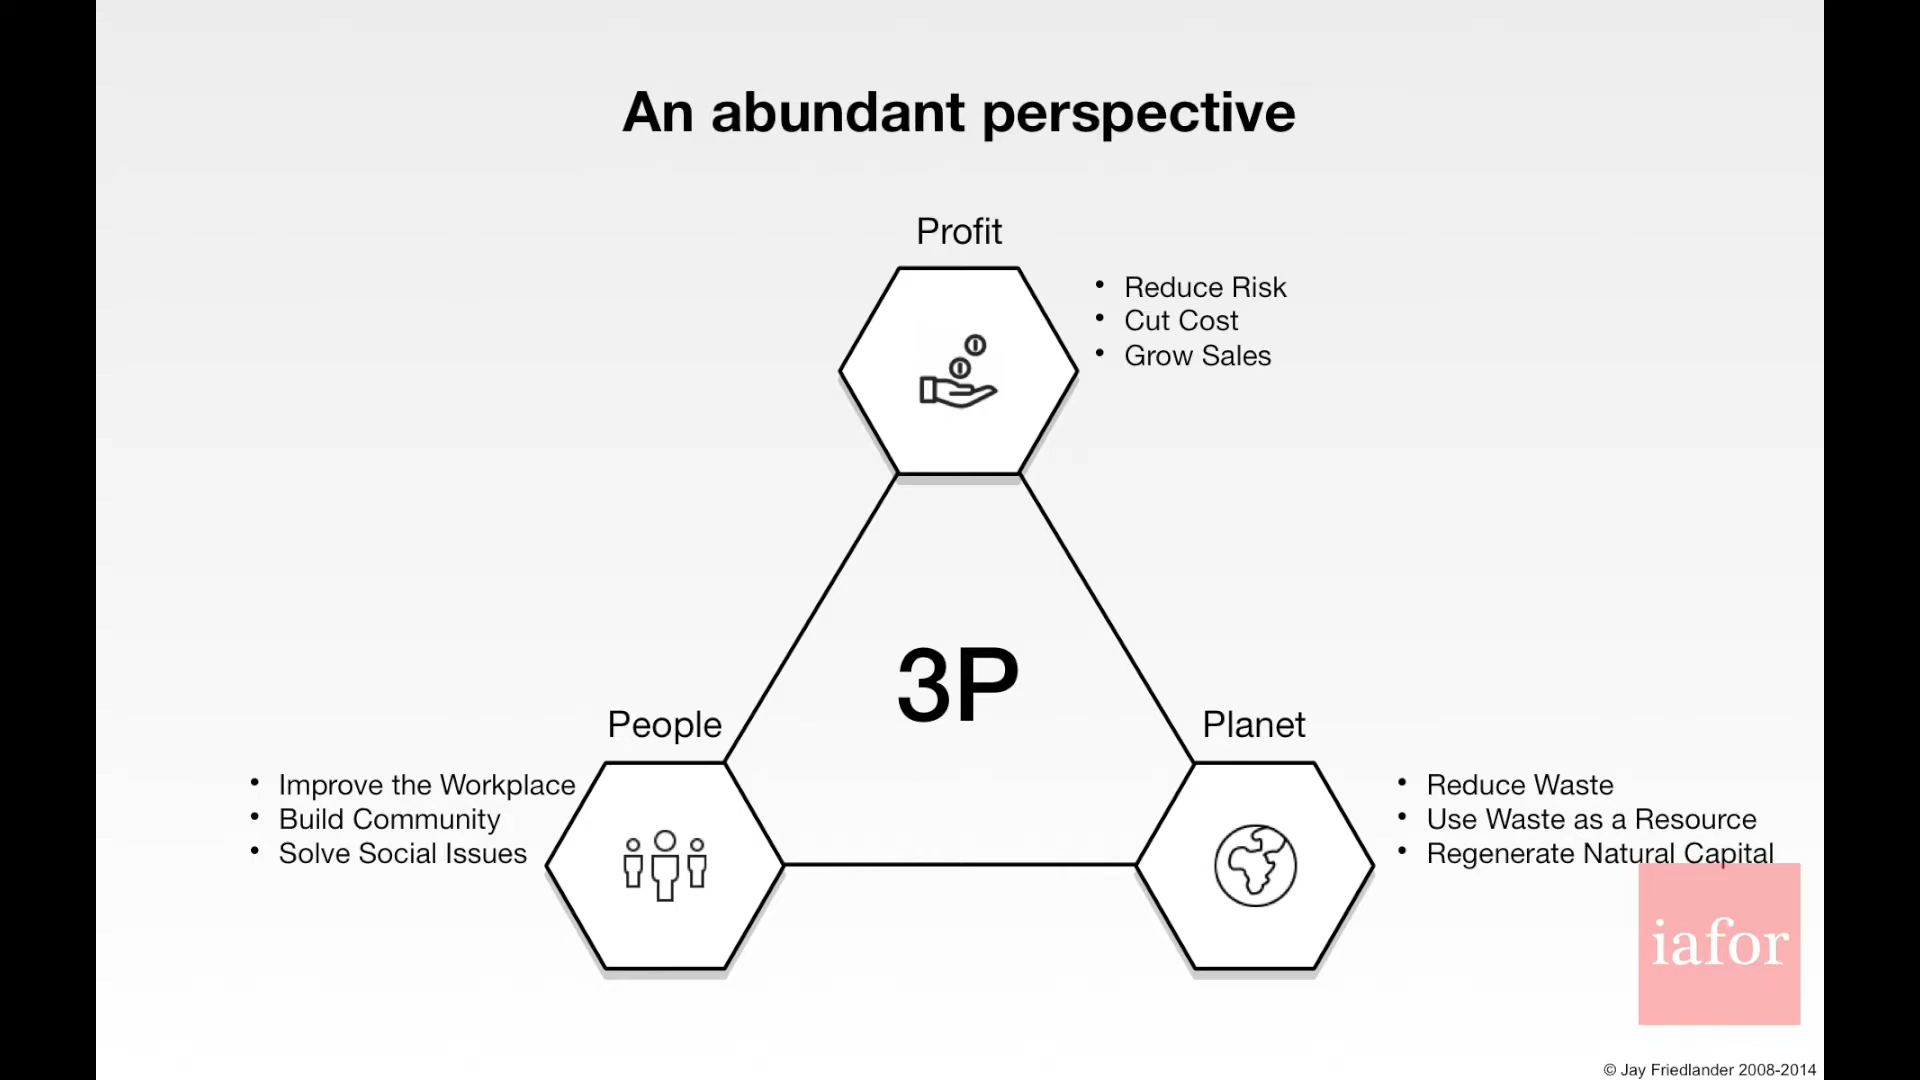 An abundant perspective
Profit
• Reduce Risk
• Cut Cost
• Grow Sales
3P
People
• Improve the Workplace
• Build Community
• Solve Social Issues
Planet
• Reduce Waste
• Use Waste as a Resource
• Regenerate Natural Capital
iafor
© Jay Friedlander 2008-2014